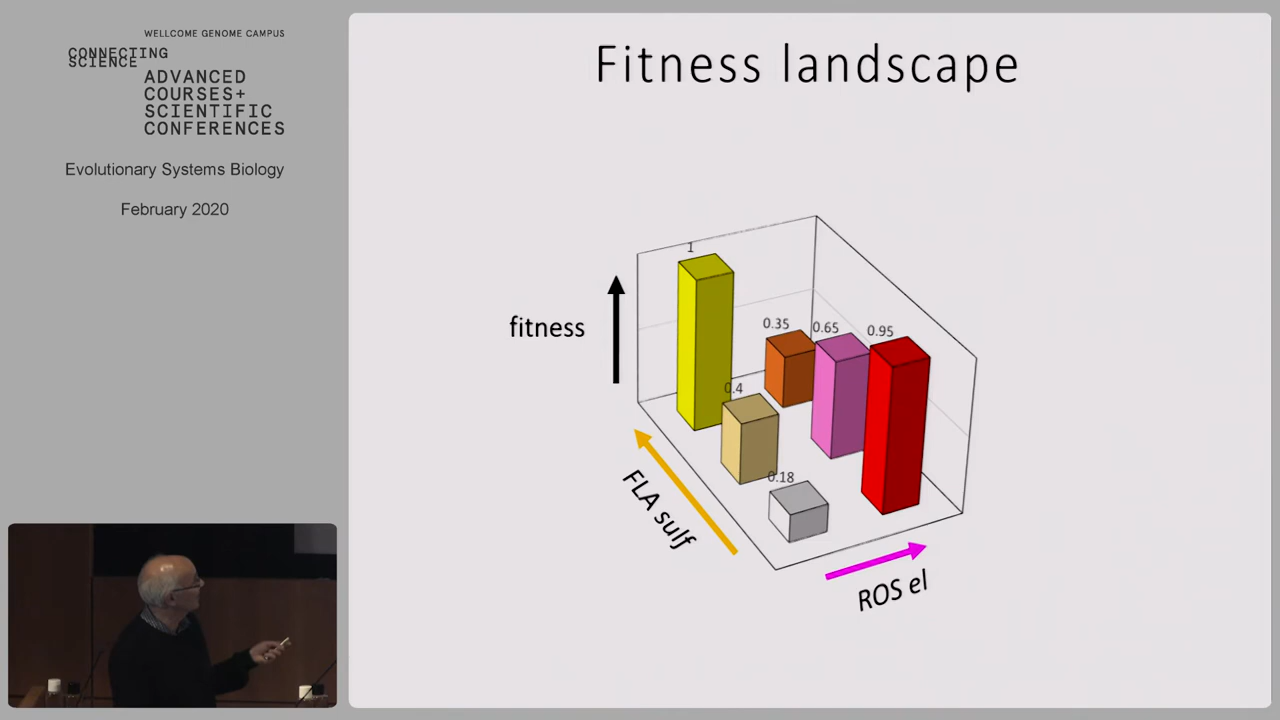 WELLCOME GENOME CAMPUS
CONNECTING
SCIENCE
ADVANCED
COURSES+
SCIENTIFIC
CONFERENCES
Evolutionary Systems Biology
February 2020
Fitness landscape
1
0.35
0.65
0.95
fitness
0.4
0.18
FLA sulf
ROS el